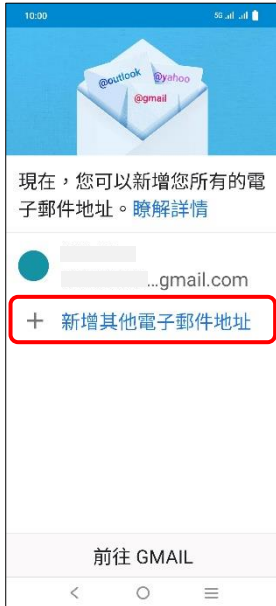 10:00 5G
@outlook @yahoo
@gmail
現在，您可以新增您所有的電
子郵件地址。瞭解詳情
...gmail.com
+ 新增其他電子郵件地址
前往 GMAIL